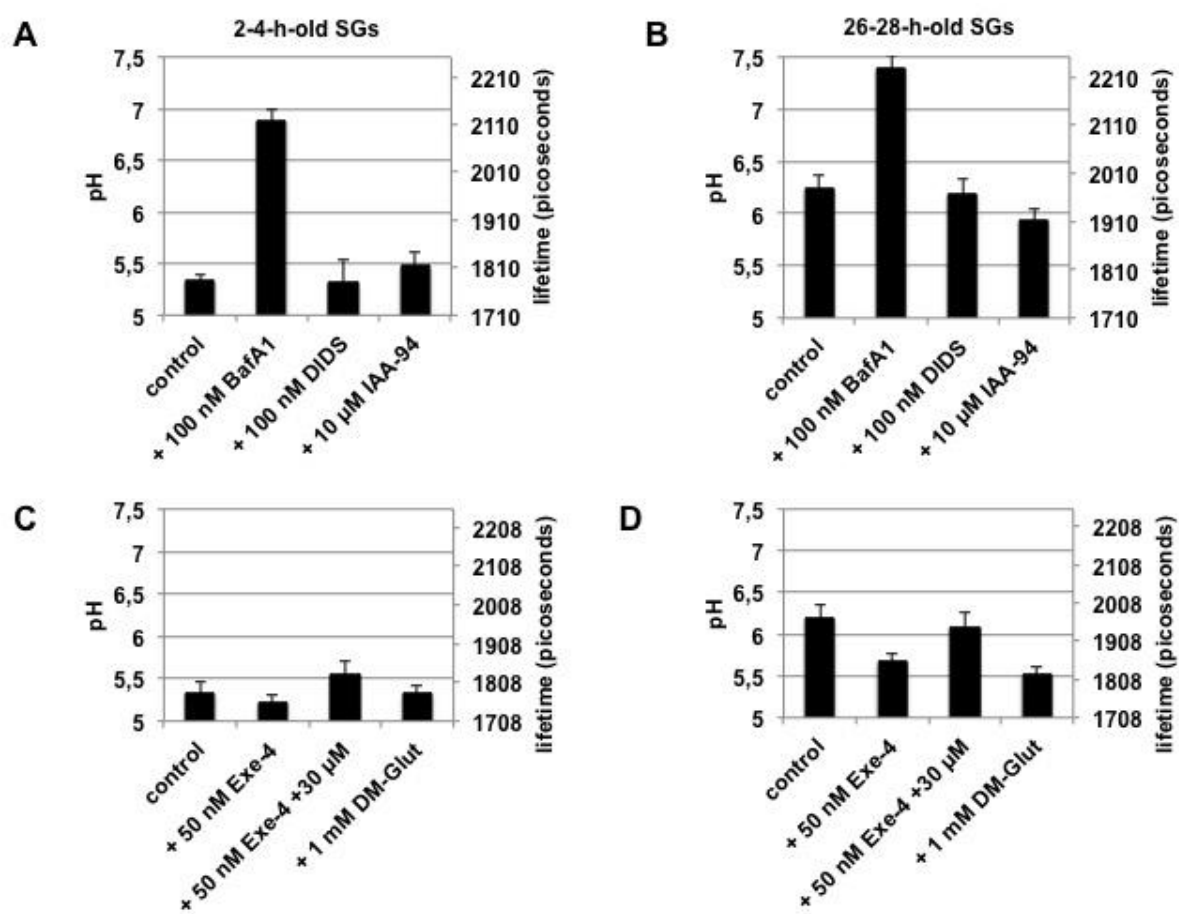 A
2-4-h-old SGs
7,5
7
6,5
6
5,5
5
pH
2210
2110
2010
1910
1810
1710
lifetime (picoseconds)
control
+ 100 nM BafA1
+ 100 nM DIDS
+ 10 µM IAA-94
B
26-28-h-old SGs
7,5
7
6,5
6
5,5
5
pH
2210
2110
2010
1910
1810
1710
lifetime (picoseconds)
control
+ 100 nM BafA1
+ 100 nM DIDS
+ 10 µM IAA-94
C
7,5
7
6,5
6
5,5
5
pH
2208
2108
2008
1908
1808
1708
lifetime (picoseconds)
control
+ 50 nM Exe-4
+ 50 nM Exe-4 +30 µM
+ 1 mM DM-Glut
D
7,5
7
6,5
6
5,5
5
pH
2208
2108
2008
1908
1808
1708
lifetime (picoseconds)
control
+ 50 nM Exe-4
+ 50 nM Exe-4 +30 µM
+ 1 mM DM-Glut